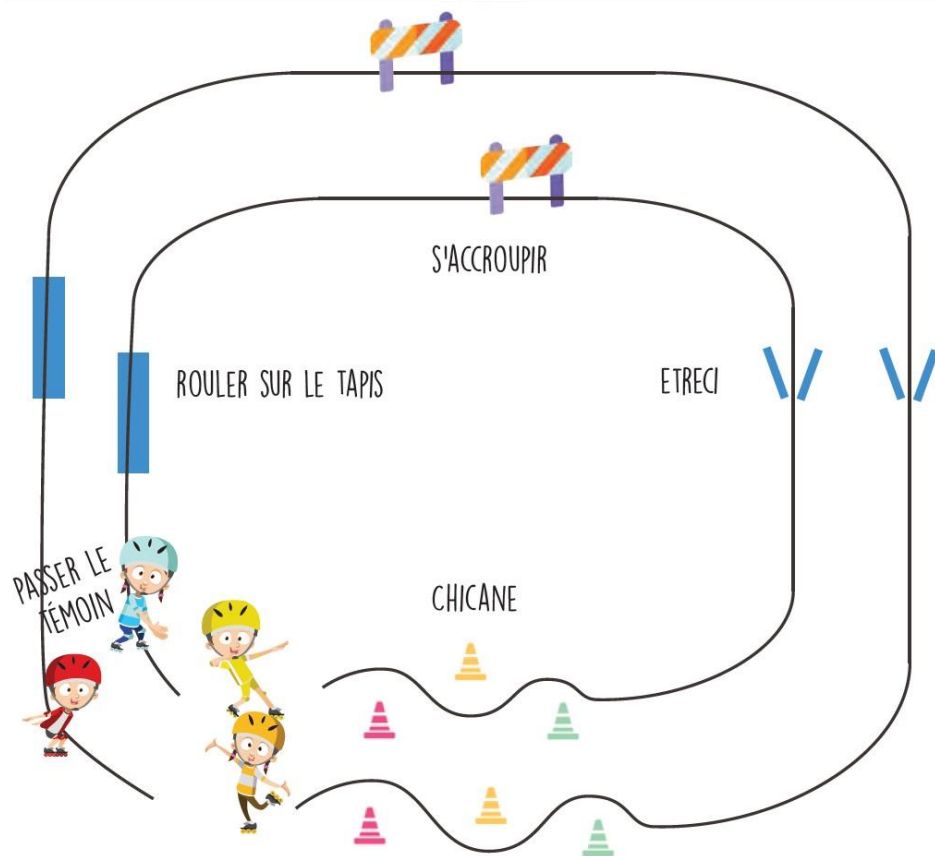 S'ACCROUPIR
ROULER SUR LE TAPIS
ETRECI
PASSER LE
TÉMOIN
CHICANE